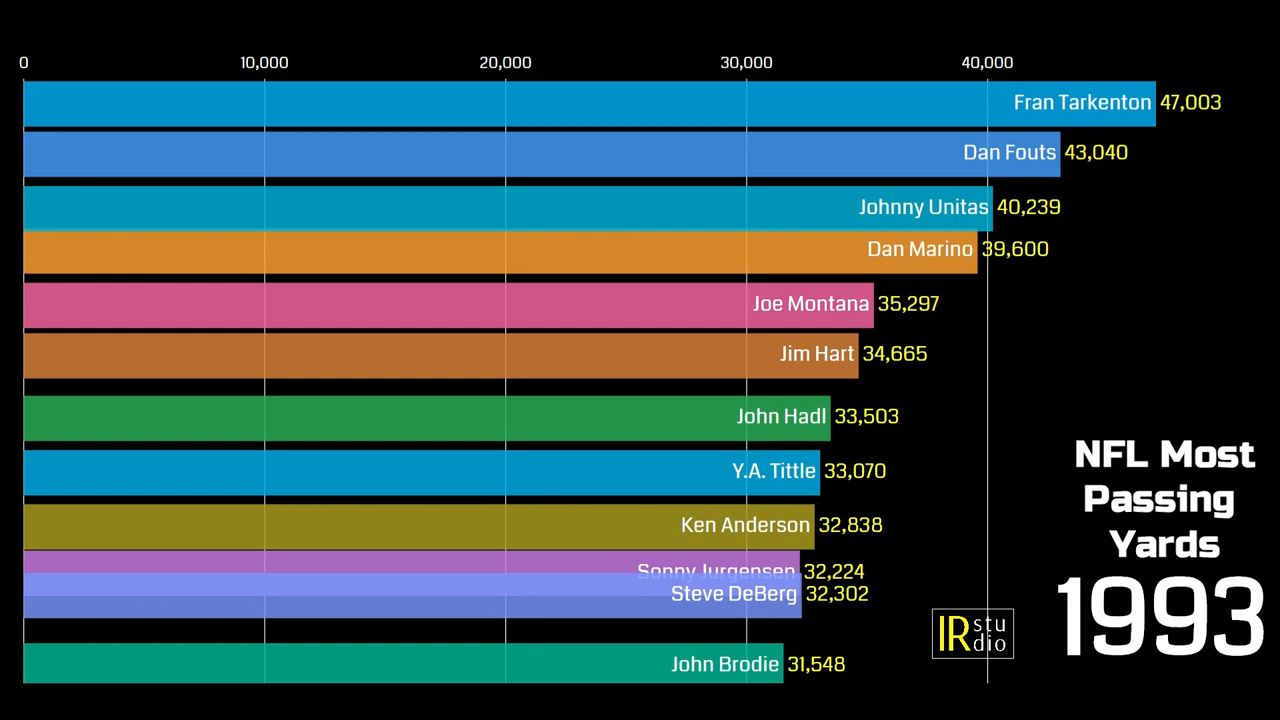 0 10,000 20,000 30,000 40,000
Fran Tarkenton 47,003
Dan Fouts 43,040
Johnny Unitas 40,239
Dan Marino 39,600
Joe Montana 35,297
Jim Hart 34,665
John Hadl 33,503
Y.A. Tittle 33,070
Ken Anderson 32,838
Sonny Jurgensen 32,224
Steve DeBerg 32,302
John Brodie 31,548
NFL Most
Passing
Yards
1993
IR stu
dio